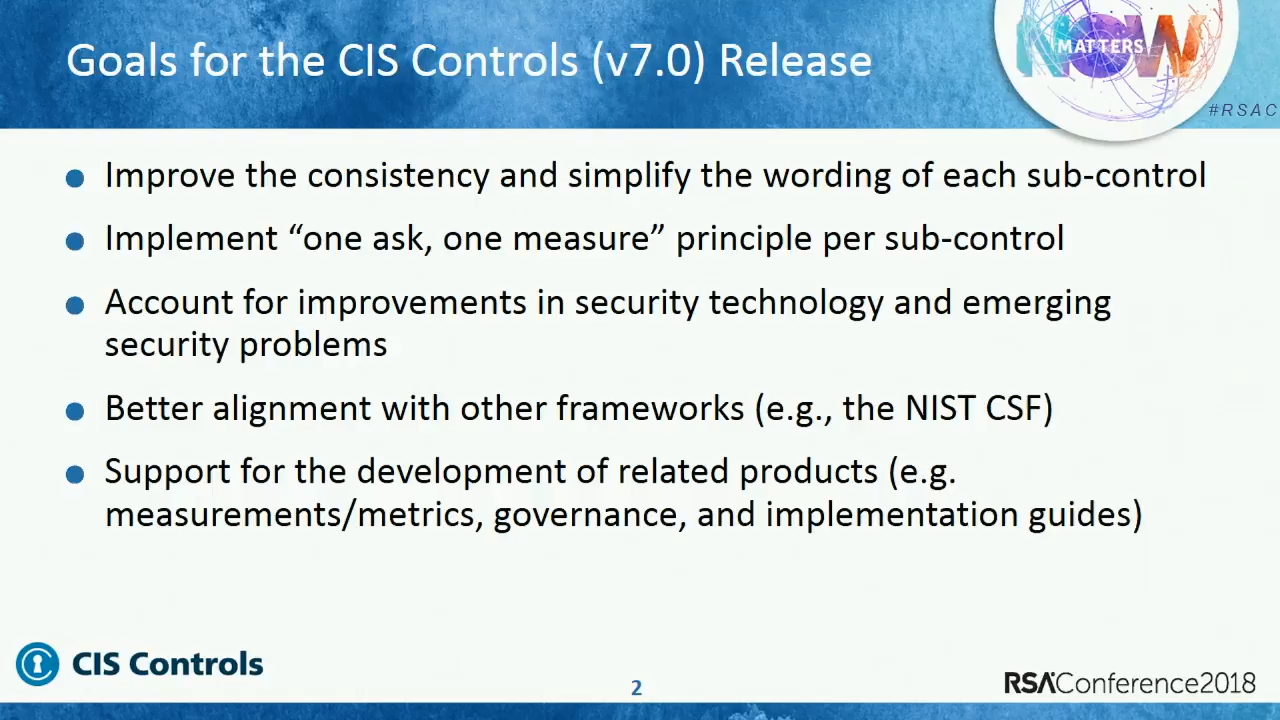 Goals for the CIS Controls (v7.0) Release
NOW
MATTERS
#RSAC
Improve the consistency and simplify the wording of each sub-control
Implement “one ask, one measure” principle per sub-control
Account for improvements in security technology and emerging
security problems
Better alignment with other frameworks (e.g., the NIST CSF)
Support for the development of related products (e.g.
measurements/metrics, governance, and implementation guides)
CIS Controls
2
RSAConference2018